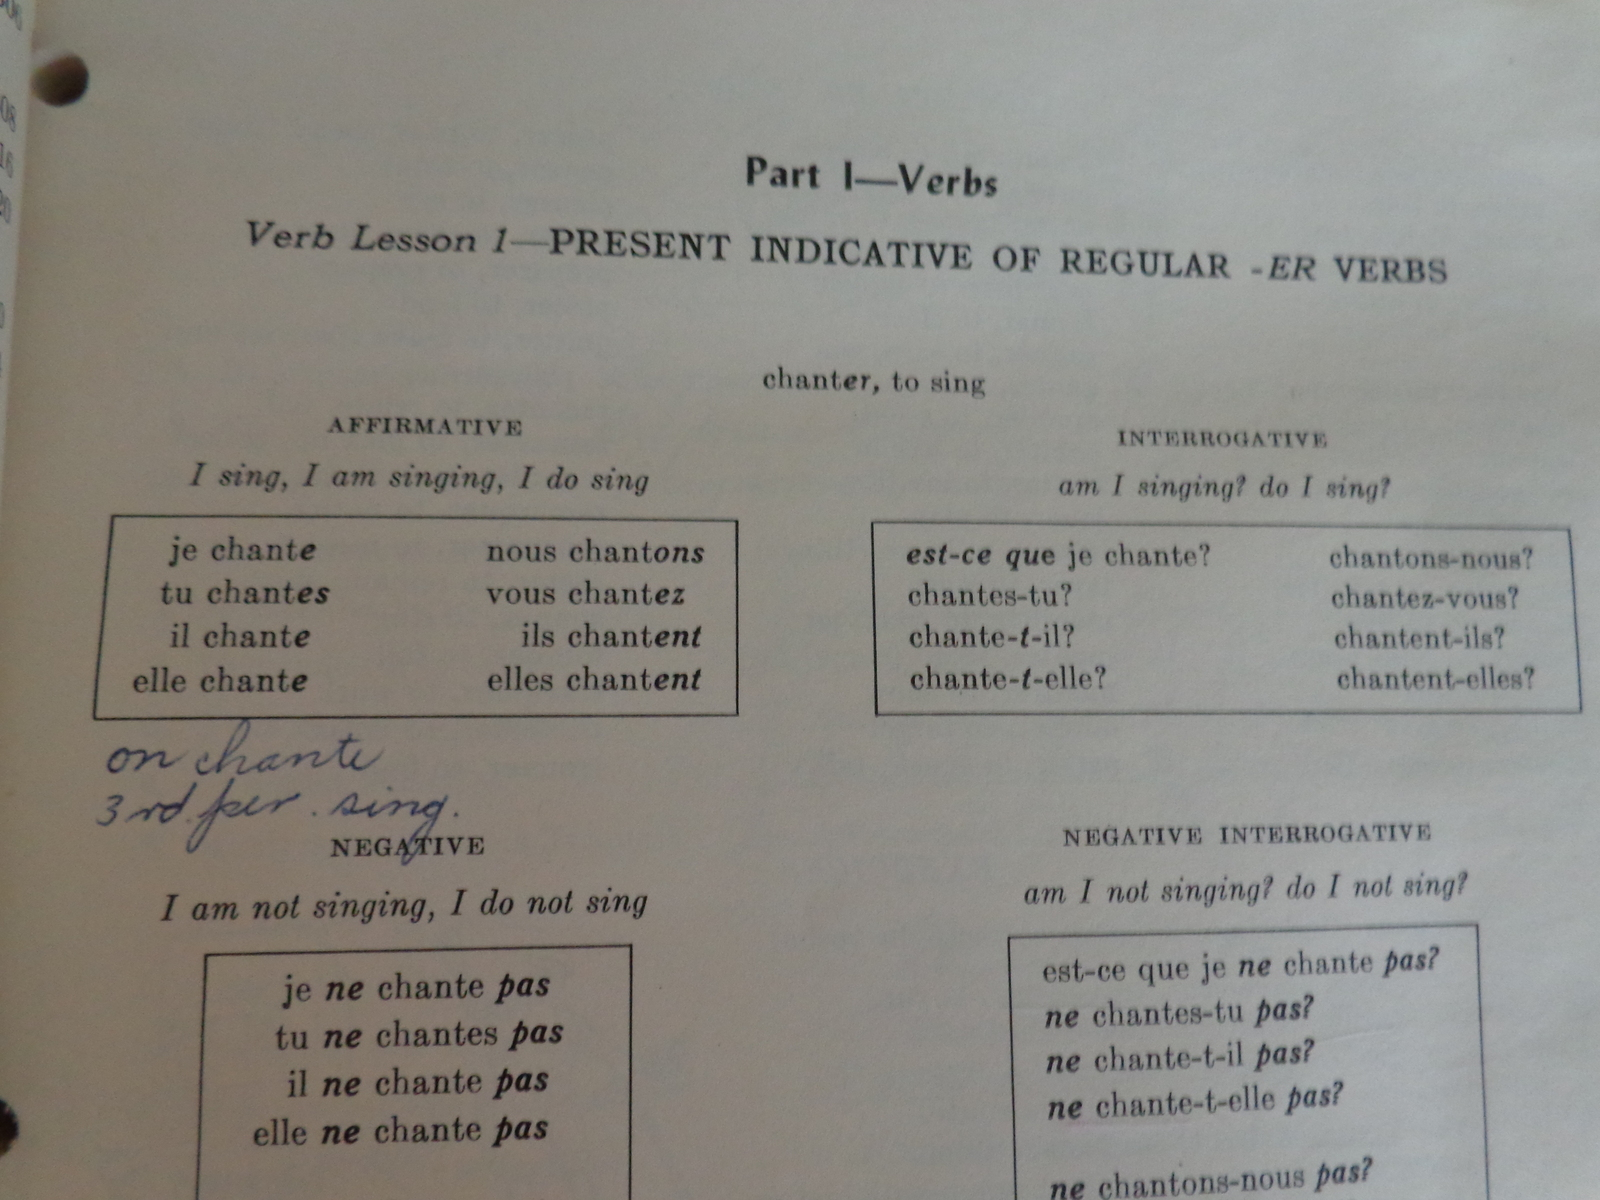 Part I—Verbs
Verb Lesson 1—PRESENT INDICATIVE OF REGULAR -ER VERBS
chanter, to sing
AFFIRMATIVE
I sing, I am singing, I do sing
je chante nous chantons
tu chantes vous chantez
il chante ils chantent
elle chante elles chantent
on chante
3rd. per. sing.
INTERROGATIVE
am I singing? do I sing?
est-ce que je chante? chantons-nous?
chantes-tu? chantez-vous?
chante-t-il? chantent-ils?
chante-t-elle? chantent-elles?
NEGATIVE
I am not singing, I do not sing
je ne chante pas
tu ne chantes pas
il ne chante pas
elle ne chante pas
NEGATIVE INTERROGATIVE
am I not singing? do I not sing?
est-ce que je ne chante pas?
ne chantes-tu pas?
ne chante-t-il pas?
ne chante-t-elle pas?
ne chantons-nous pas?